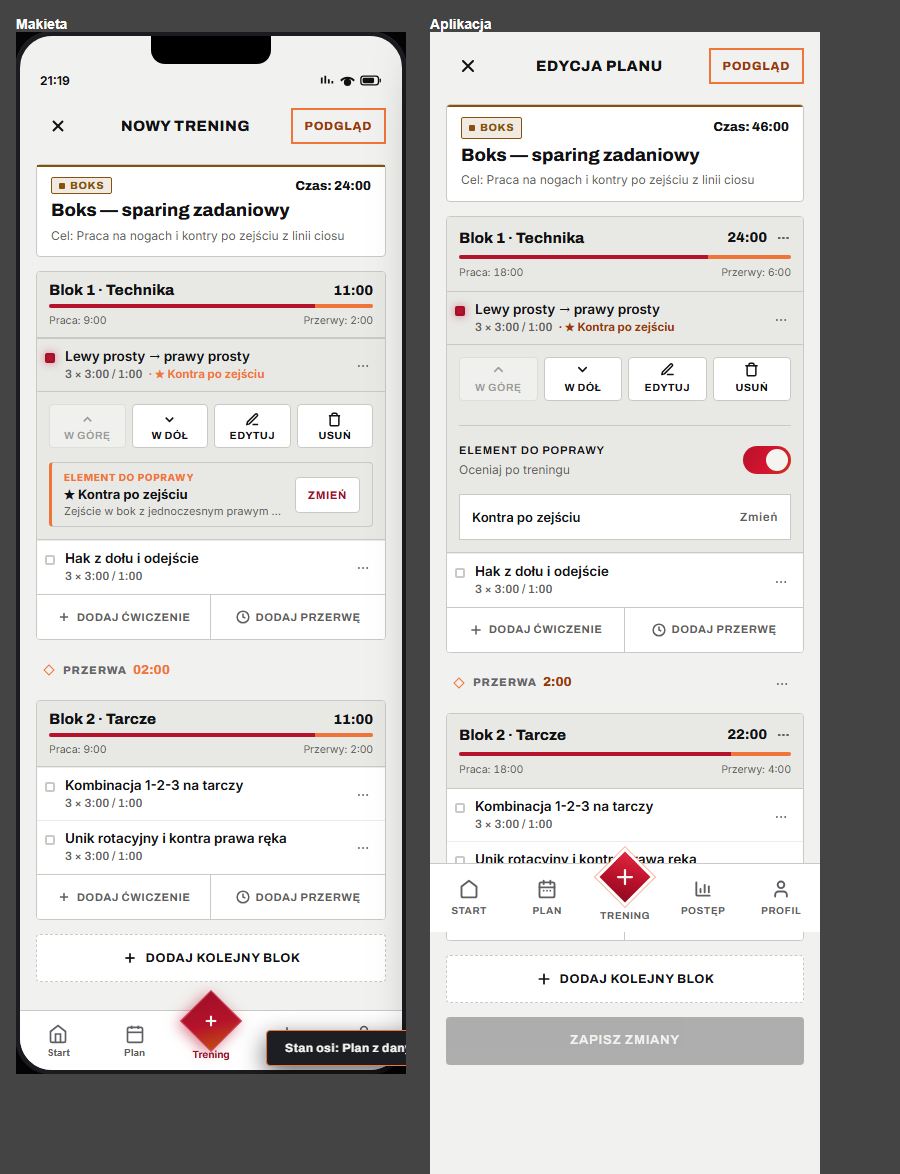 Makieta
21:19
NOWY TRENING
PODGLĄD
BOKS
Czas: 24:00
Boks — sparing zadaniowy
Cel: Praca na nogach i kontry po zejściu z linii ciosu
Blok 1 · Technika
11:00
Praca: 9:00
Przerwy: 2:00
Lewy prosty → prawy prosty
3 × 3:00 / 1:00 · ★ Kontra po zejściu
...
W GÓRĘ
W DÓŁ
EDYTUJ
USUŃ
ELEMENT DO POPRAWY
★ Kontra po zejściu
Zejście w bok z jednoczesnym prawym ...
ZMIEŃ
Hak z dołu i odejście
3 × 3:00 / 1:00
...
+ DODAJ ĆWICZENIE
DODAJ PRZERWĘ
PRZERWA 02:00
Blok 2 · Tarcze
11:00
Praca: 9:00
Przerwy: 2:00
Kombinacja 1-2-3 na tarczy
3 × 3:00 / 1:00
...
Unik rotacyjny i kontra prawa ręka
3 × 3:00 / 1:00
...
+ DODAJ ĆWICZENIE
DODAJ PRZERWĘ
+ DODAJ KOLEJNY BLOK
Start
Plan
Trening
Stan osi: Plan z
Aplikacja
EDYCJA PLANU
PODGLĄD
BOKS
Czas: 46:00
Boks — sparing zadaniowy
Cel: Praca na nogach i kontry po zejściu z linii ciosu
Blok 1 · Technika
24:00 ...
Praca: 18:00
Przerwy: 6:00
Lewy prosty → prawy prosty
3 × 3:00 / 1:00 · ★ Kontra po zejściu
...
W GÓRĘ
W DÓŁ
EDYTUJ
USUŃ
ELEMENT DO POPRAWY
Oceniaj po treningu
Kontra po zejściu
Zmień
Hak z dołu i odejście
3 × 3:00 / 1:00
...
+ DODAJ ĆWICZENIE
DODAJ PRZERWĘ
PRZERWA 2:00
...
Blok 2 · Tarcze
22:00 ...
Praca: 18:00
Przerwy: 4:00
Kombinacja 1-2-3 na tarczy
3 × 3:00 / 1:00
...
Unik rotacyjny i kontra prawa ręka
START
PLAN
TRENING
POSTĘP
PROFIL
+ DODAJ KOLEJNY BLOK
ZAPISZ ZMIANY